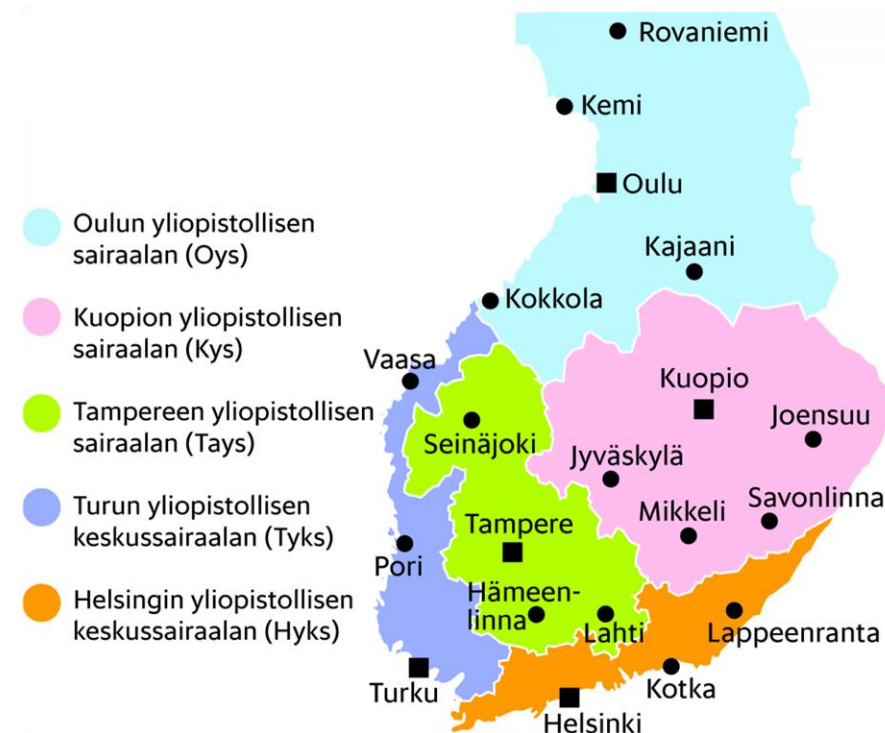 Rovaniemi
Kemi
Oulu
Kajaani
Kokkola
Vaasa
Seinäjoki
Kuopio
Joensuu
Jyväskylä
Mikkeli
Savonlinna
Tampere
Pori
Hämeen-
linna
Lahti
Lappeenranta
Turku
Kotka
Helsinki
Oulun yliopistollisen
sairaalan (Oys)
Kuopion yliopistollisen
sairaalan (Kys)
Tampereen yliopistollisen
sairaalan (Tays)
Turun yliopistollisen
keskussairaalan (Tyks)
Helsingin yliopistollisen
keskussairaalan (Hyks)